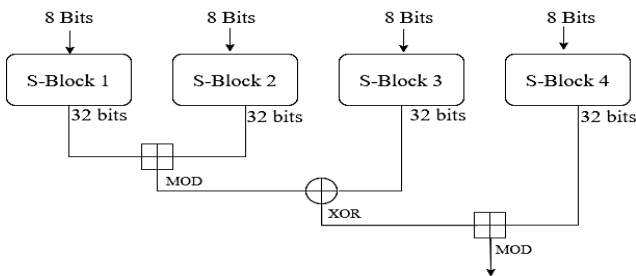 8 Bits
8 Bits
8 Bits
8 Bits
S-Block 1
S-Block 2
S-Block 3
S-Block 4
32 bits
32 bits
32 bits
32 bits
MOD
XOR
MOD